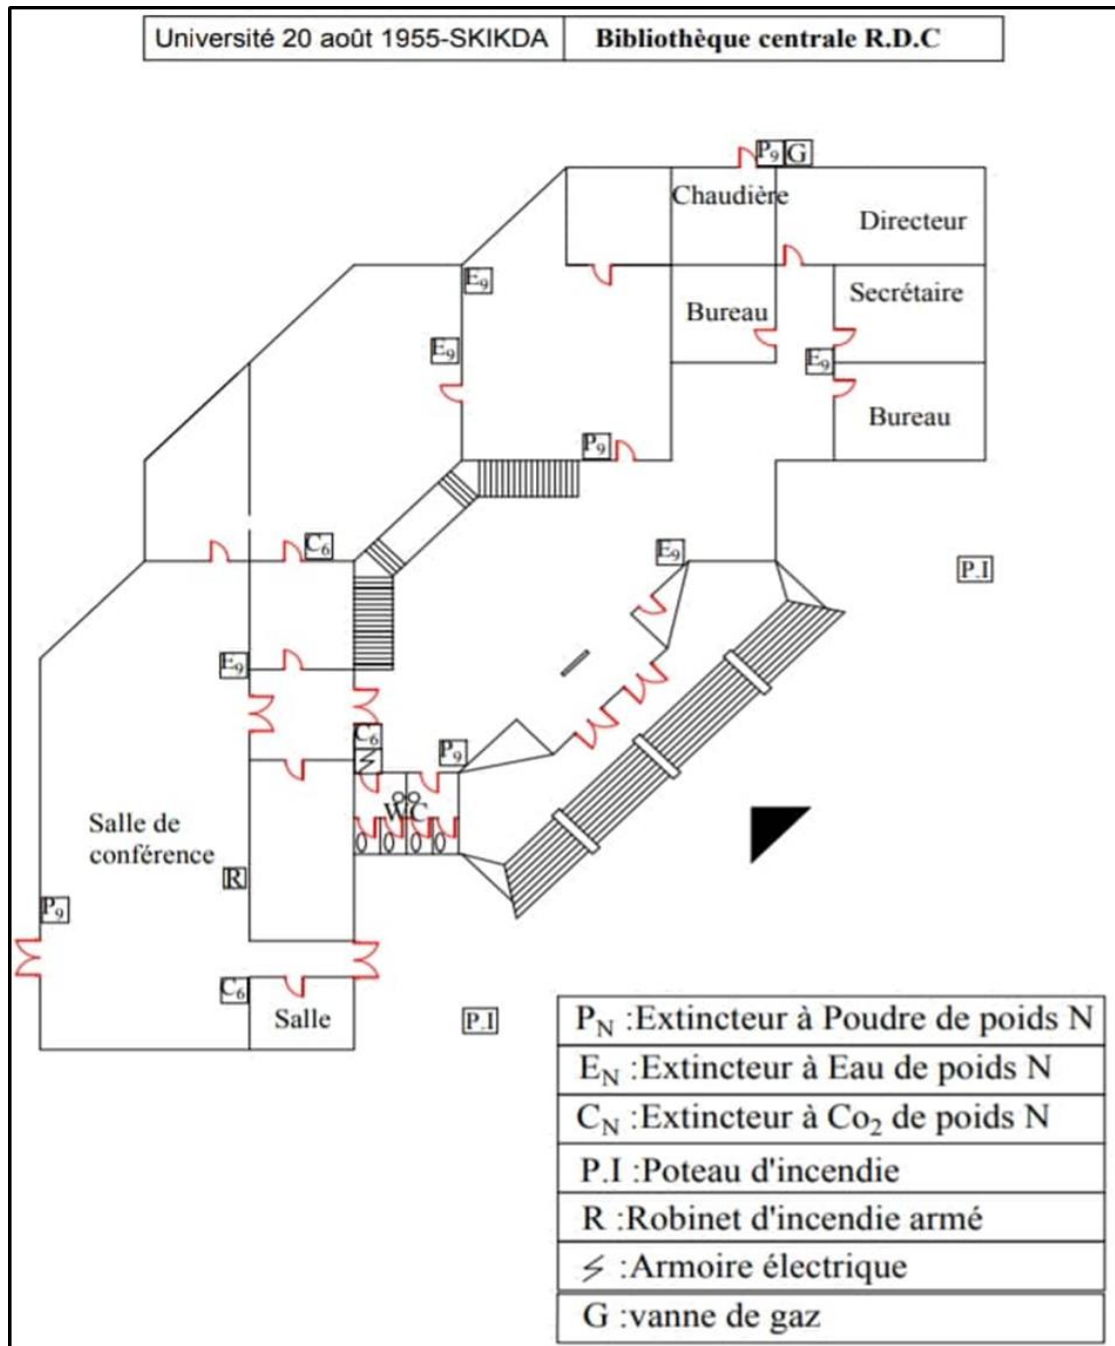 Université 20 août 1955-SKIKDA
Bibliothèque centrale R.D.C
P9 G
Chaudière
Directeur
E9
Secrétaire
Bureau
E9
E9
Bureau
P9
C6
E9
P.I
E9
C6
P9
WC
Salle de
conférence
R
P9
C6
Salle
P.I
PN :Extincteur à Poudre de poids N
EN :Extincteur à Eau de poids N
CN :Extincteur à Co2 de poids N
P.I :Poteau d'incendie
R :Robinet d'incendie armé
:Armoire électrique
G :vanne de gaz